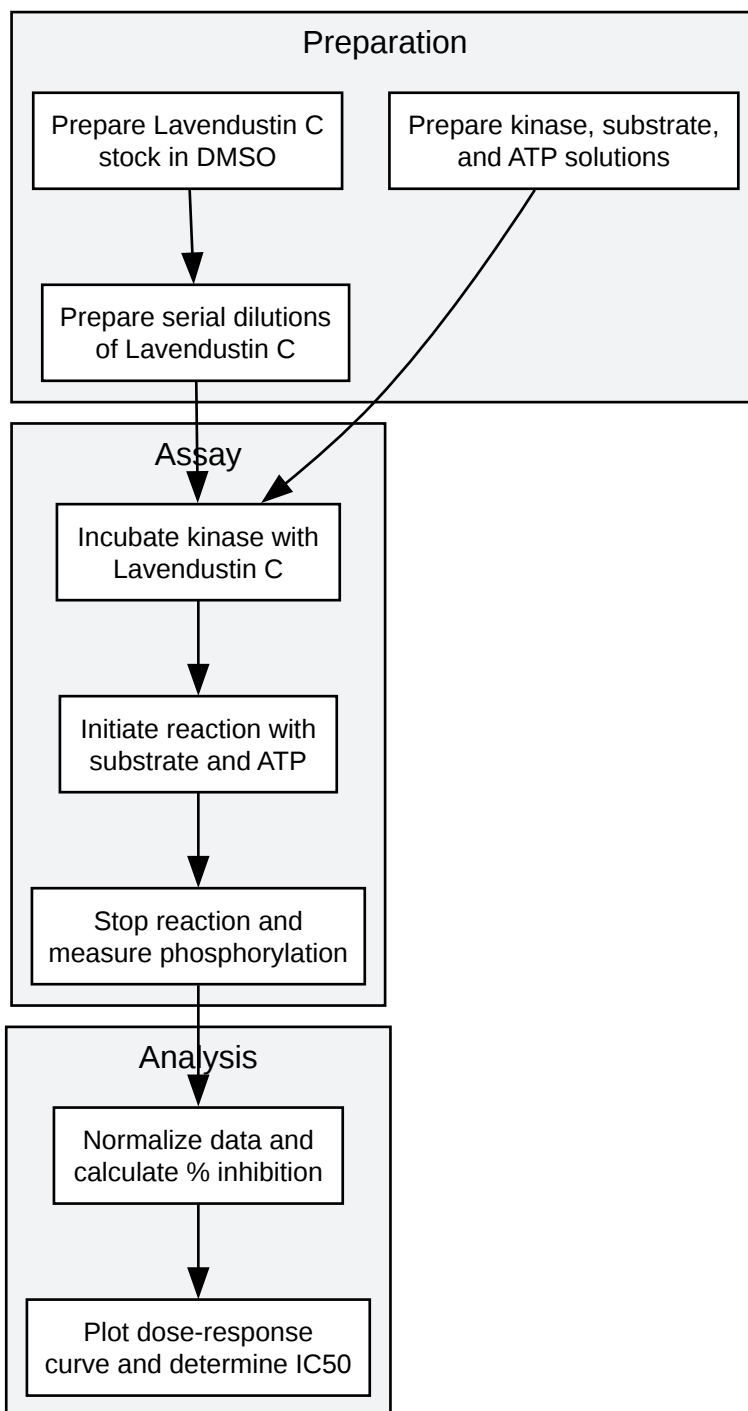 Preparation
Prepare Lavendustin C
stock in DMSO
Prepare kinase, substrate,
and ATP solutions
Prepare serial dilutions
of Lavendustin C
Assay
Incubate kinase with
Lavendustin C
Initiate reaction with
substrate and ATP
Stop reaction and
measure phosphorylation
Analysis
Normalize data and
calculate % inhibition
Plot dose-response
curve and determine IC50